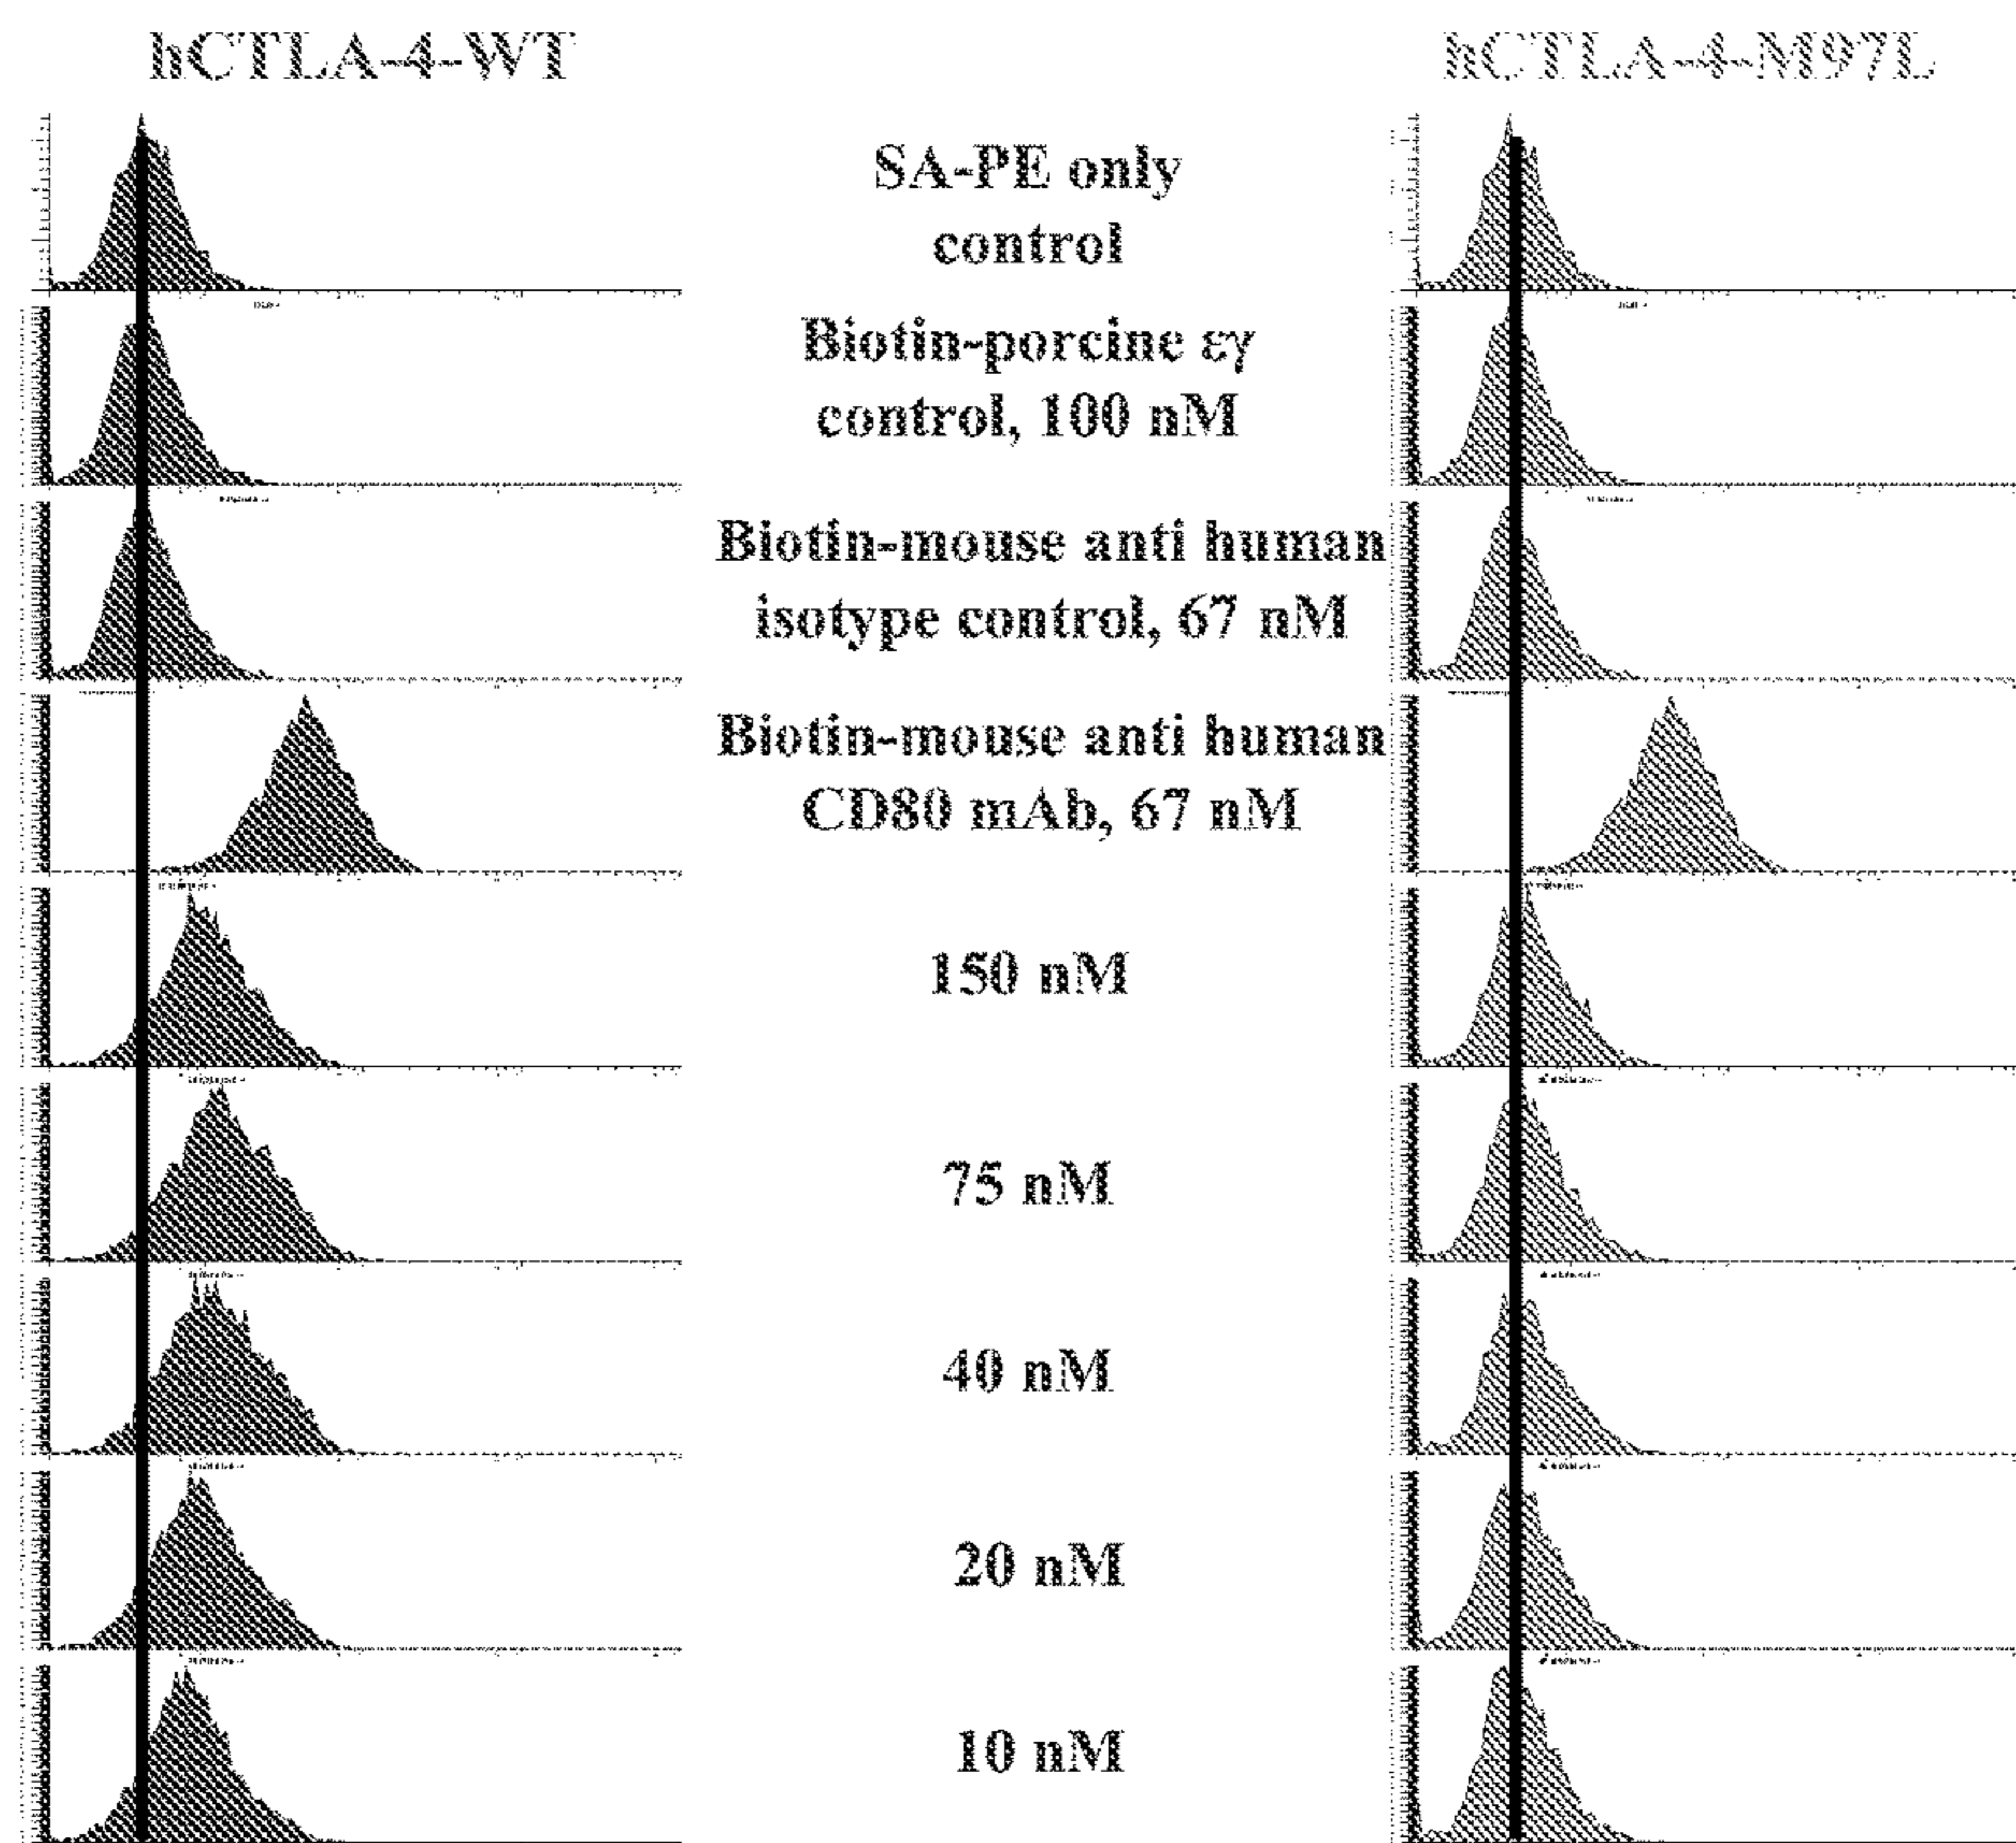 hCTLA-4-WT
hCTLA-4-M97L
SA-PE only
control
Biotin-porcine εγ
control, 100 nM
Biotin-mouse anti human
isotype control, 67 nM
Biotin-mouse anti human
CD80 mAb, 67 nM
150 nM
75 nM
40 nM
20 nM
10 nM